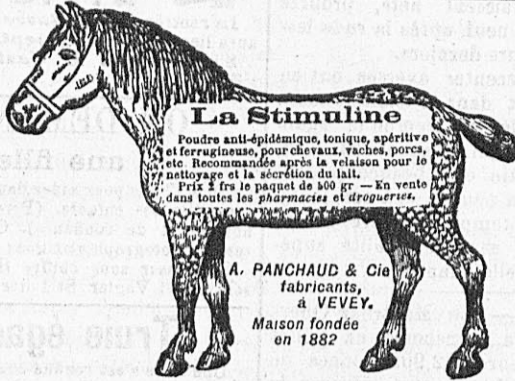 La Stimuline
Poudre anti-épidémique, tonique, apéritive
et ferrugineuse, pour chevaux, vaches, porcs,
etc. Recommandée après la vêlaison pour le
nettoyage et la sécrétion du lait.
Prix 1 frs le paquet de 500 gr — En vente
dans toutes les pharmacies et drogueries.
A. PANCHAUD & Cie
fabricants,
à VEVEY.
Maison fondée
en 1882